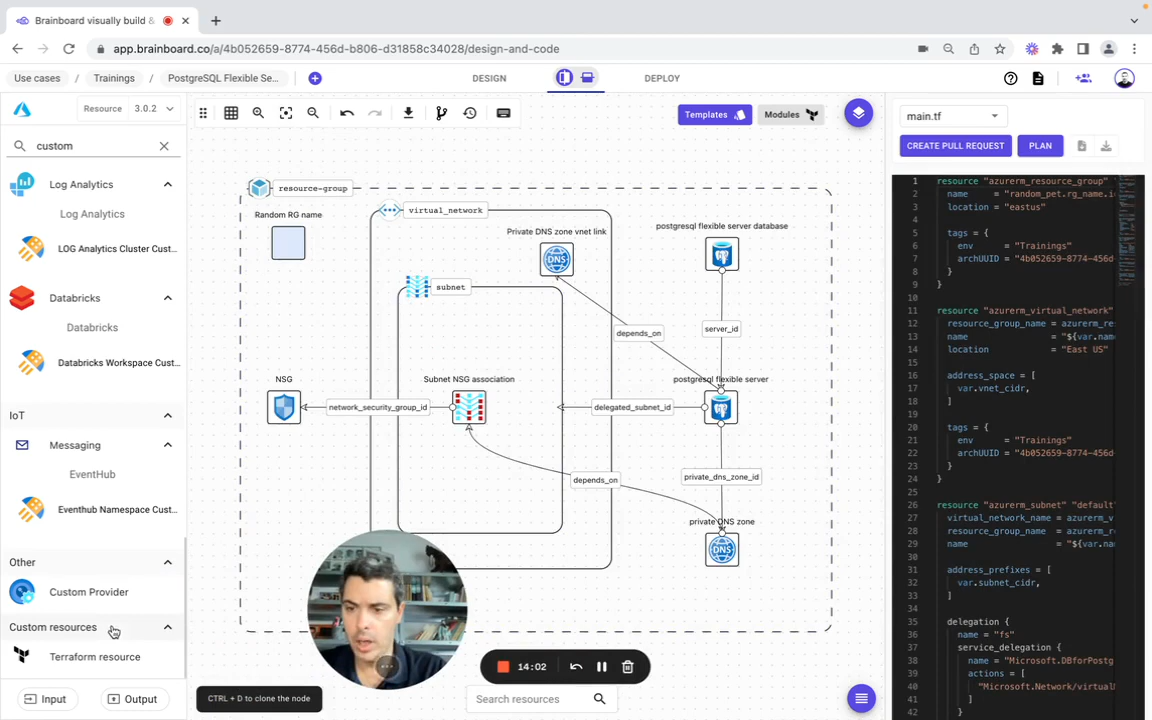 Brainboard visually build &
app.brainboard.co/a/4b052659-8774-456d-b806-d31858c34028/design-and-code
Use cases / Trainings / PostgreSQL Flexible Se...
DESIGN
DEPLOY
Resource 3.0.2
custom
Log Analytics
Log Analytics
LOG Analytics Cluster Cust...
Databricks
Databricks
Databricks Workspace Cust...
IoT
Messaging
EventHub
Eventhub Namespace Cust...
Other
Custom Provider
Custom resources
Terraform resource
Input
Output
Templates
Modules
resource-group
Random RG name
virtual_network
Private DNS zone vnet link
DNS
postgresql flexible server database
subnet
depends_on
server_id
NSG
Subnet NSG association
postgresql flexible server
network_security_group_id
delegated_subnet_id
depends_on
private_dns_zone_id
private DNS zone
DNS
14:02
CTRL + D to clone the node
Search resources
main.tf
CREATE PULL REQUEST
PLAN
1 resource "azurerm_resource_group"
2 name = "random_pet.rg_name.i
3 location = "eastus"
4
5 tags = {
6 env = "Trainings"
7 archUUID = "4b052659-8774-456d
8 }
9 }
10
11 resource "azurerm_virtual_network"
12 resource_group_name = azurerm_re
13 name = "${var.na
14 location = "East US"
15
16 address_space = [
17 var.vnet_cidr,
18 ]
19
20 tags = {
21 env = "Trainings"
22 archUUID = "4b052659-8774-456d
23 }
24 }
25
26 resource "azurerm_subnet" "default
27 virtual_network_name = azurerm_v
28 resource_group_name = azurerm_re
29 name = "${var.na
30
31 address_prefixes = [
32 var.subnet_cidr,
33 ]
34
35 delegation {
36 name = "fs"
37 service_delegation {
38 name = "Microsoft.DBforPostg
39 actions = [
40 "Microsoft.Network/virtual
41 ]
42 }